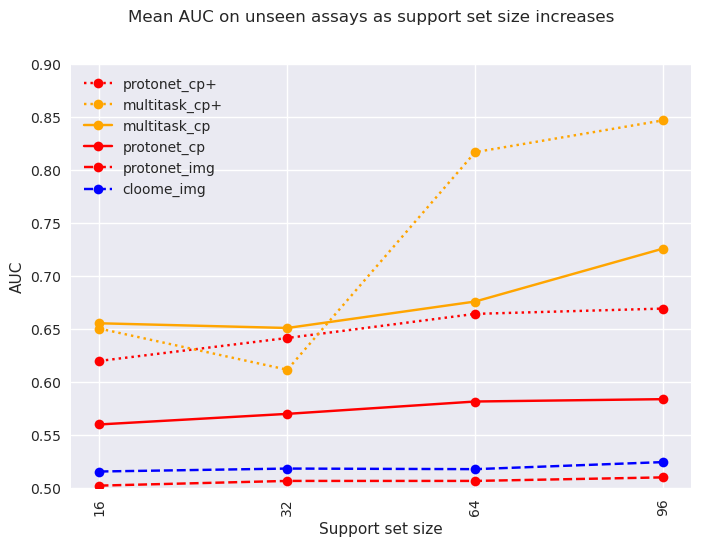 Mean AUC on unseen assays as support set size increases
0.90
0.85
0.80
0.75
0.70
0.65
0.60
0.55
0.50
AUC
protonet_cp+
multitask_cp+
multitask_cp
protonet_cp
protonet_img
cloome_img
16
32
64
96
Support set size